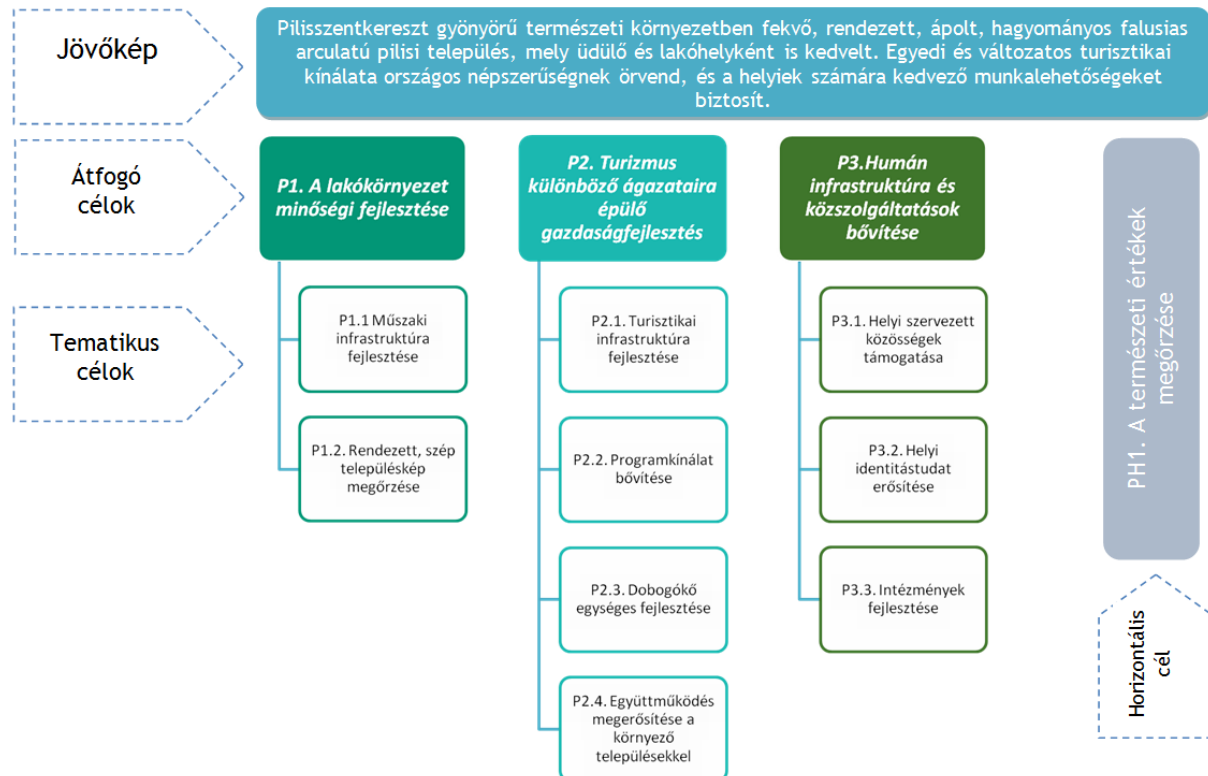 Jövőkép
Pilisszentkereszt gyönyörű természeti környezetben fekvő, rendezett, ápolt, hagyományos falusias
arculatú pilisi település, mely üdülő és lakóhelyként is kedvelt. Egyedi és változatos turisztikai
kínálata országos népszerűségnek örvend, és a helyiek számára kedvező munkalehetőségeket
biztosít.
Átfogó
célok
P1. A lakókörnyezet
minőségi fejlesztése
P2. Turizmus
különböző ágazataira
épülő
gazdaságfejlesztés
P3.Humán
infrastruktúra és
közszolgáltatások
bővítése
Tematikus
célok
P1.1 Műszaki
infrastruktúra
fejlesztése
P1.2. Rendezett, szép
településkép
megőrzése
P2.1. Turisztikai
infrastruktúra
fejlesztése
P2.2. Programkínálat
bővítése
P2.3. Dobogókő
egységes fejlesztése
P2.4. Együttműködés
megerősítése a
környező
településekkel
P3.1. Helyi szervezett
közösségek
támogatása
P3.2. Helyi
identitástudat
erősítése
P3.3. Intézmények
fejlesztése
PH1. A természeti értékek
megőrzése
Horizontális
cél